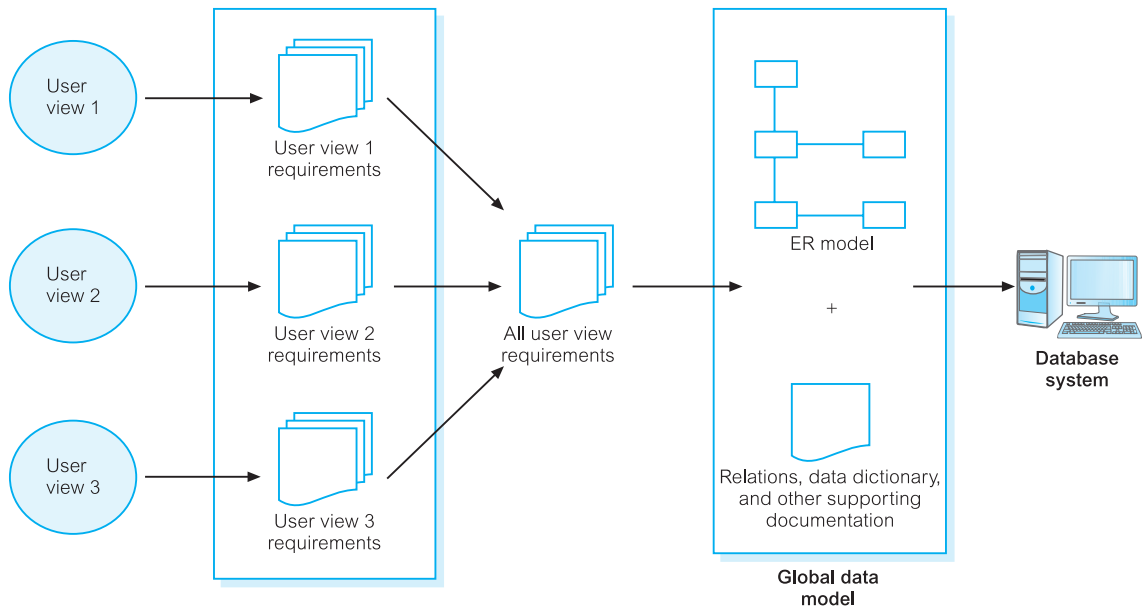 User
view 1
User view 1
requirements
User
view 2
User view 2
requirements
User
view 3
User view 3
requirements
All user view
requirements
ER model
+
Relations, data dictionary,
and other supporting
documentation
Global data
model
Database
system